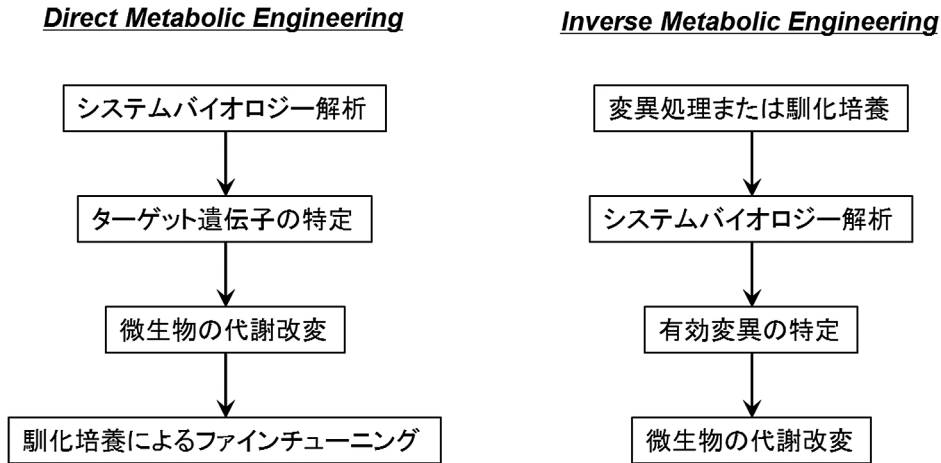 Direct Metabolic Engineering
システムバイオロジー解析
ターゲット遺伝子の特定
微生物の代謝改変
馴化培養によるファインチューニング
Inverse Metabolic Engineering
変異処理または馴化培養
システムバイオロジー解析
有効変異の特定
微生物の代謝改変